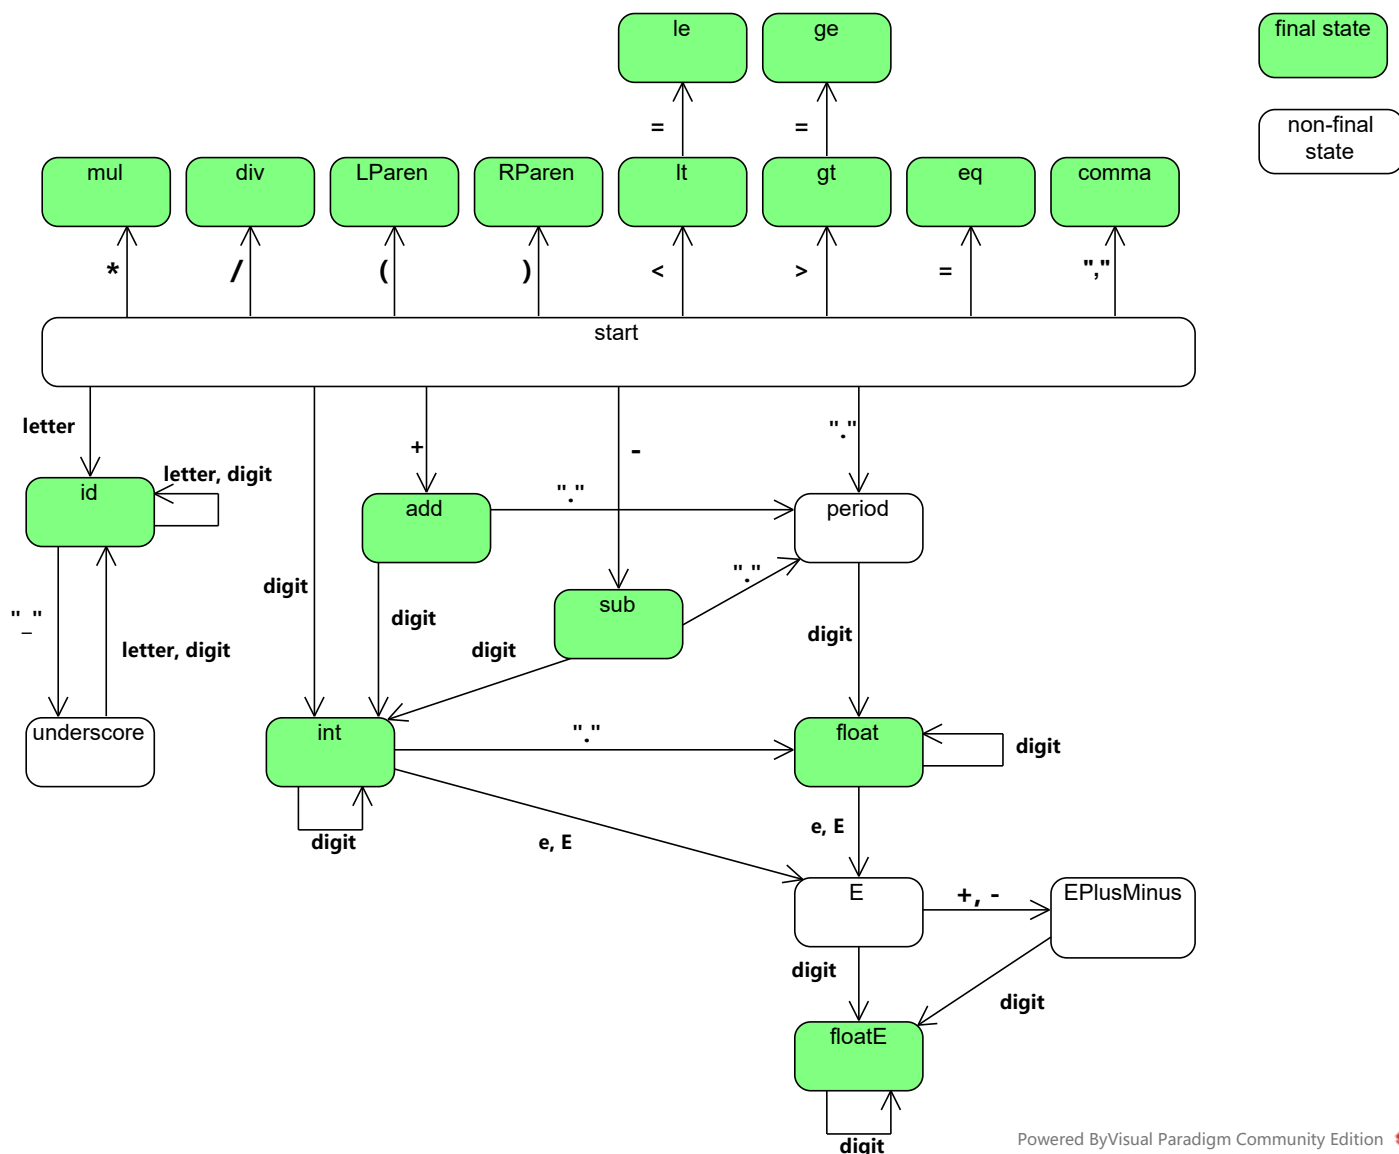 le
ge
final state
non-final
state
=
=
mul
div
LParen
RParen
lt
gt
eq
comma
*
/
(
)
<
>
=
","
start
letter
+
-
"."
letter, digit
id
"."
add
period
"."
digit
sub
"_"
digit
digit
letter, digit
digit
underscore
int
"."
float
digit
digit
e, E
e, E
E
+, -
EPlusMinus
digit
digit
floatE
digit
Powered ByVisual Paradigm Community Edition